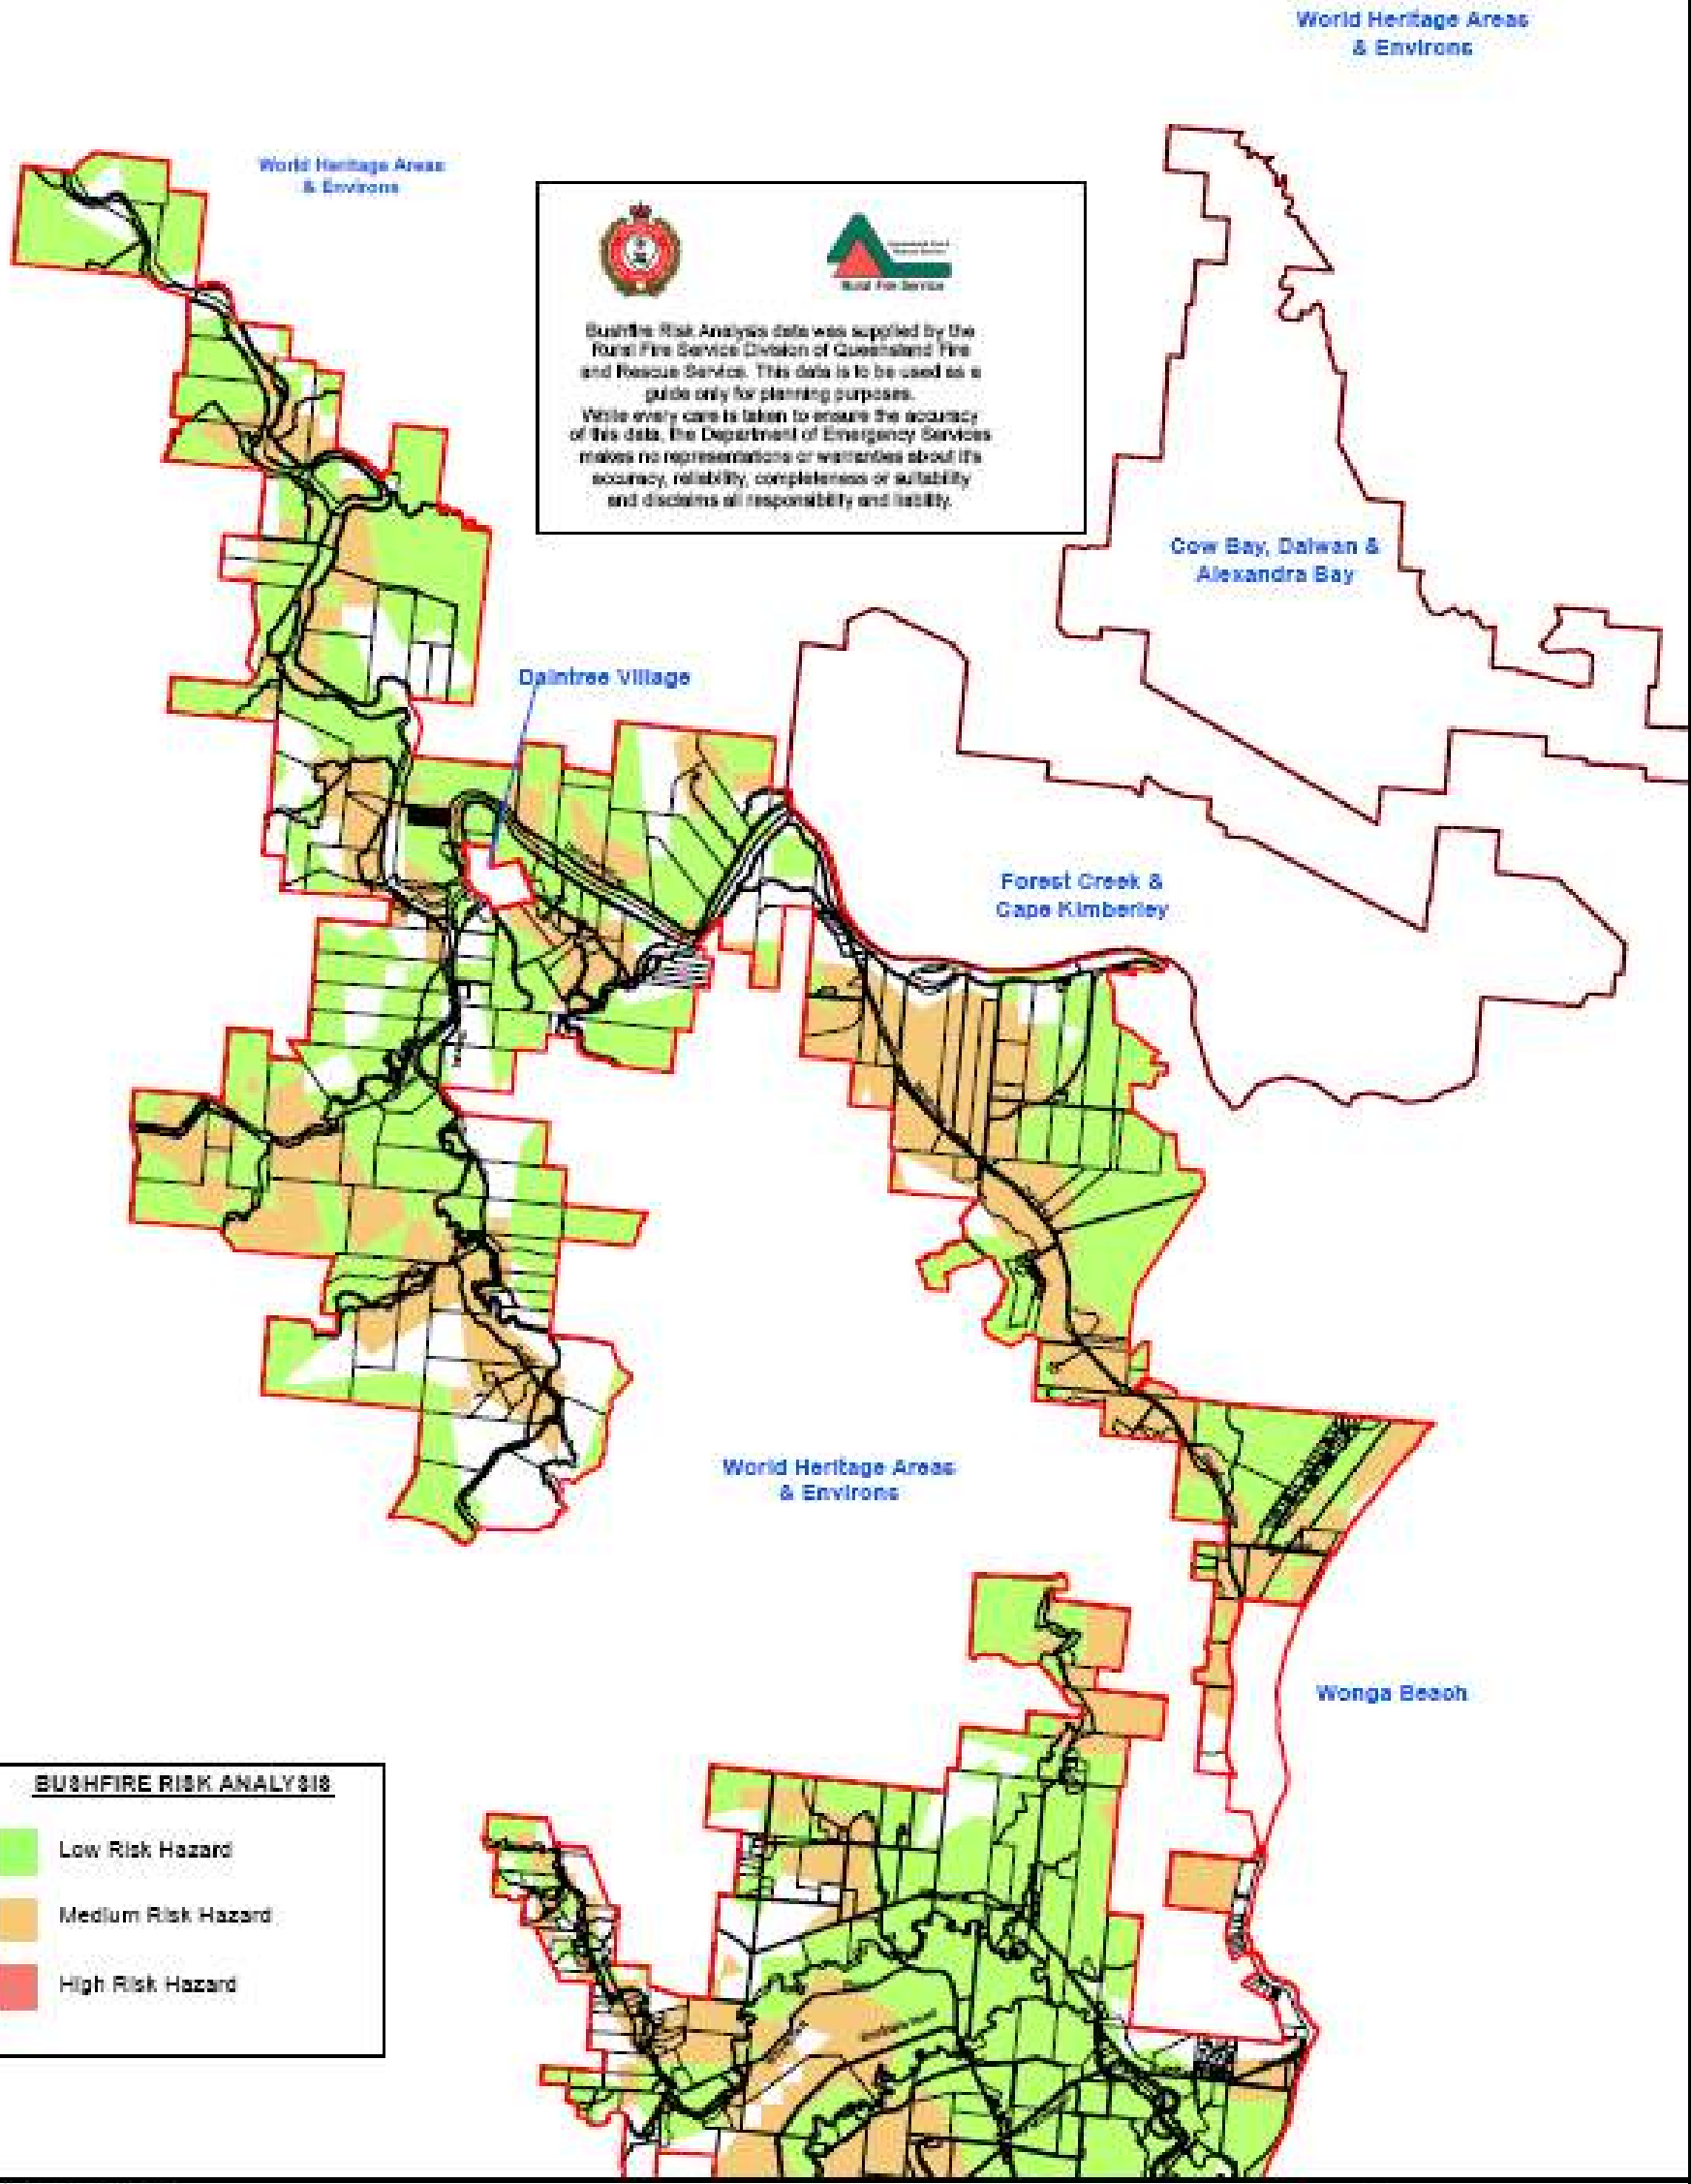 World Heritage Areas
& Environs
World Heritage Areas
& Environs
Rural Fire Service
Bushfire Risk Analysis data was supplied by the
Rural Fire Service Division of Queensland Fire
and Rescue Service. This data is to be used as a
guide only for planning purposes.
While every care is taken to ensure the accuracy
of this data, the Department of Emergency Services
makes no representations or warranties about it's
accuracy, reliability, completeness or suitability
and disclaims all responsibility and liability.
Cow Bay, Daiwan &
Alexandra Bay
Daintree Village
Forest Creek &
Cape Kimberley
World Heritage Areas
& Environs
Wonga Beach
BUSHFIRE RISK ANALYSIS
Low Risk Hazard
Medium Risk Hazard
High Risk Hazard